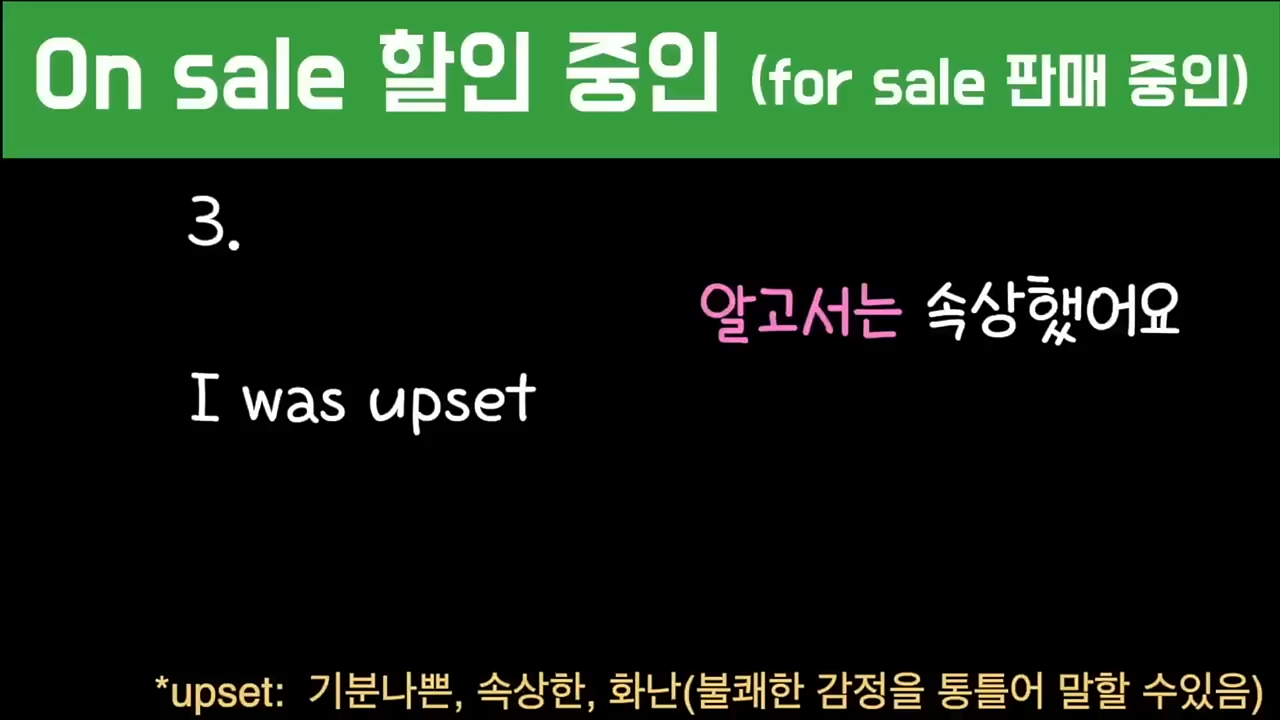 On sale 할인 중인 (for sale 판매 중인)
3.
알고서는 속상했어요
I was upset
*upset: 기분나쁜, 속상한, 화난(불쾌한 감정을 통틀어 말할 수있음)